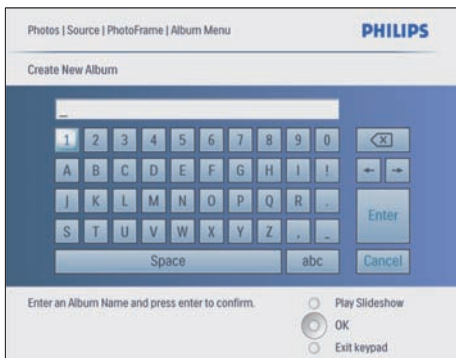 Photos | Source | PhotoFrame | Album Menu PHILIPS
Create New Album
_
1 2 3 4 5 6 7 8 9 0
A B C D E F G H I !
J K L M N O P Q R .
Enter
S T U V W X Y Z , _
Space abc Cancel
Enter an Album Name and press enter to confirm.
Play Slideshow
OK
Exit keypad